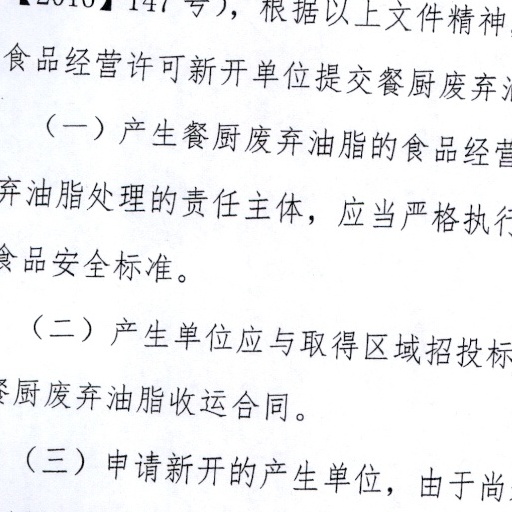 【2016】147号），根据以上文件精神，
食品经营许可新开单位提交餐厨废弃油
（一）产生餐厨废弃油脂的食品经营
弃油脂处理的责任主体，应当严格执行
食品安全标准。
（二）产生单位应与取得区域招投标
餐厨废弃油脂收运合同。
（三）申请新开的产生单位，由于尚